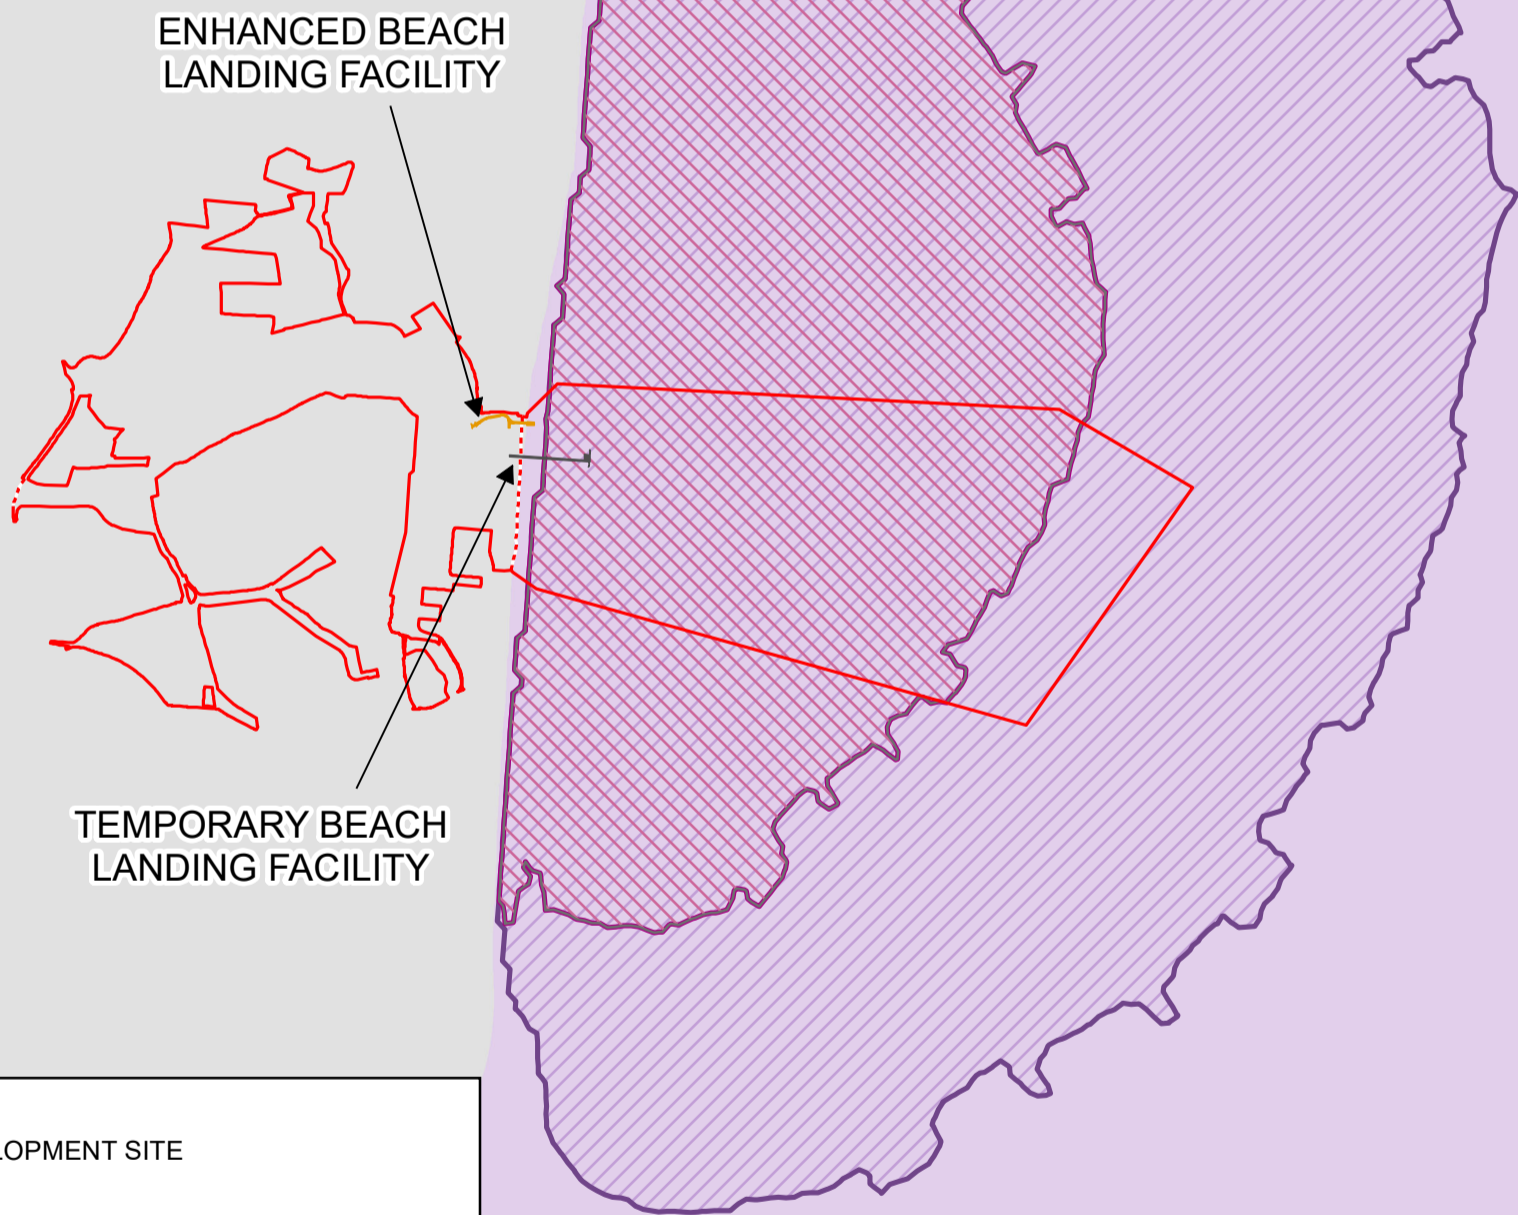 ENHANCED BEACH
LANDING FACILITY
TEMPORARY BEACH
LANDING FACILITY
LOPMENT SITE